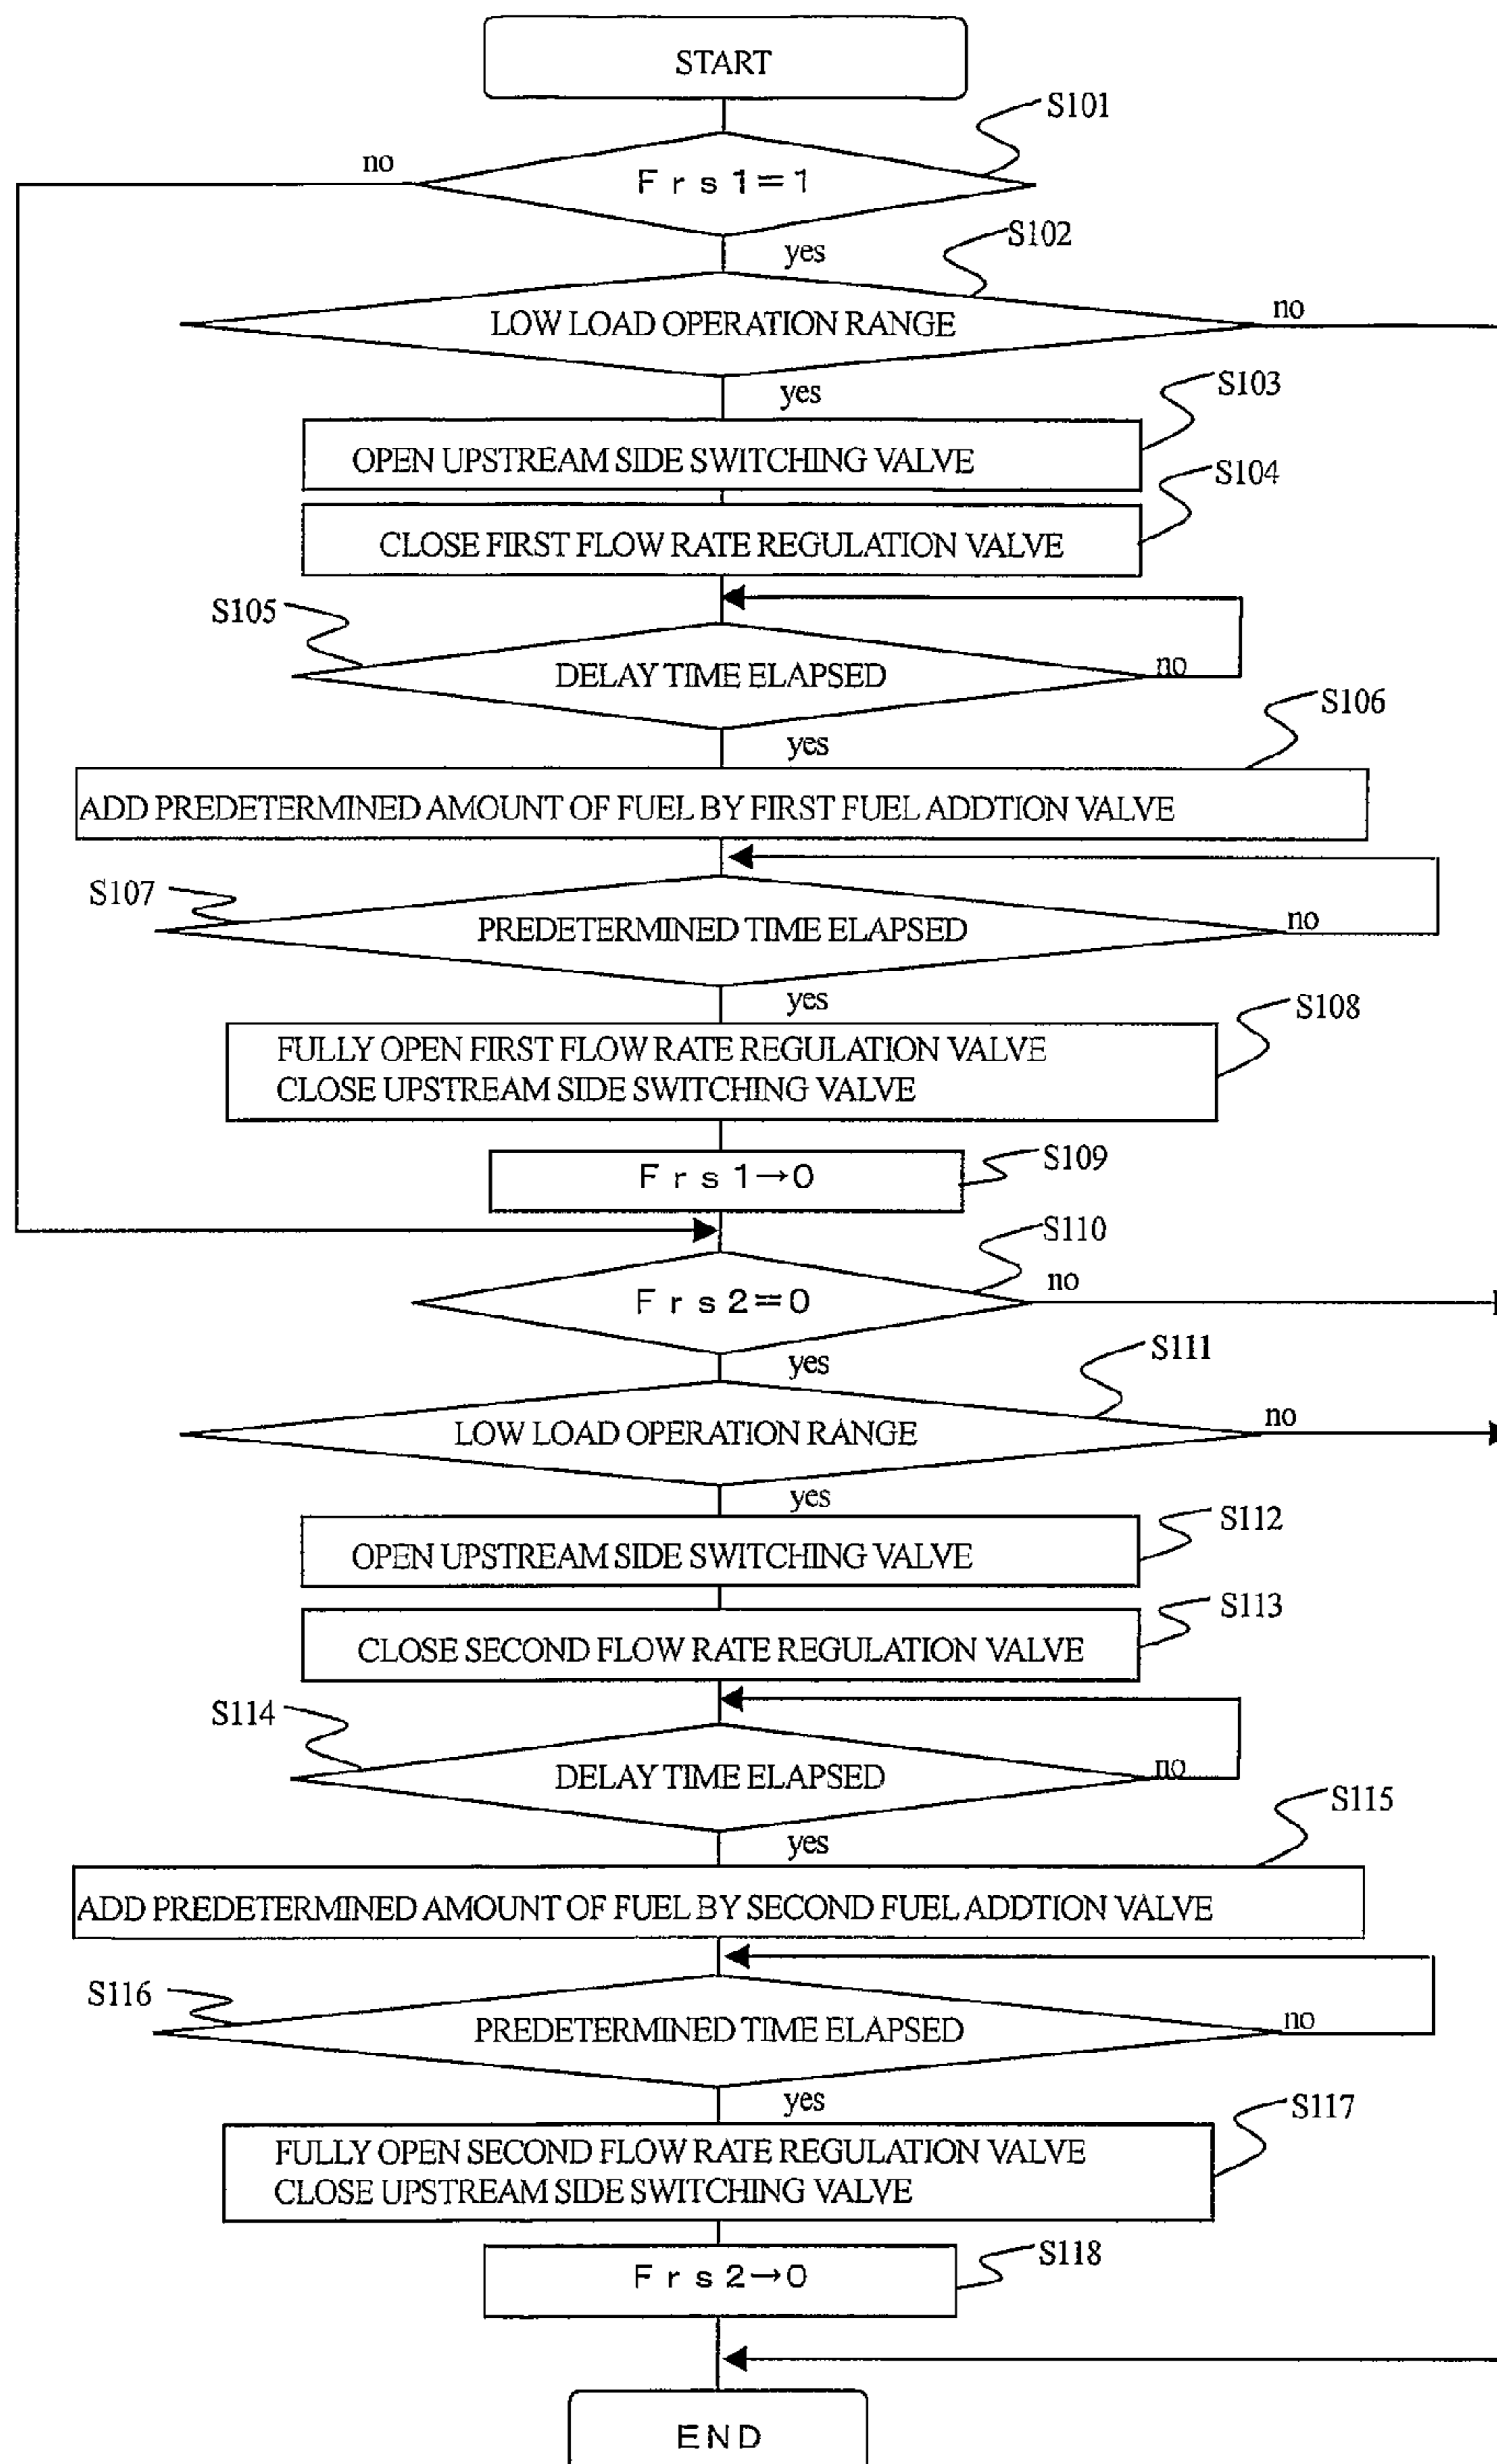 START
S101
no
Frs1=1
yes
S102
LOW LOAD OPERATION RANGE
no
yes
S103
OPEN UPSTREAM SIDE SWITCHING VALVE
S104
CLOSE FIRST FLOW RATE REGULATION VALVE
S105
DELAY TIME ELAPSED
no
yes
S106
ADD PREDETERMINED AMOUNT OF FUEL BY FIRST FUEL ADDTION VALVE
S107
PREDETERMINED TIME ELAPSED
no
yes
S108
FULLY OPEN FIRST FLOW RATE REGULATION VALVE
CLOSE UPSTREAM SIDE SWITCHING VALVE
S109
Frs1→0
S110
Frs2=0
no
yes
S111
LOW LOAD OPERATION RANGE
no
yes
S112
OPEN UPSTREAM SIDE SWITCHING VALVE
S113
CLOSE SECOND FLOW RATE REGULATION VALVE
S114
DELAY TIME ELAPSED
no
yes
S115
ADD PREDETERMINED AMOUNT OF FUEL BY SECOND FUEL ADDTION VALVE
S116
PREDETERMINED TIME ELAPSED
no
yes
S117
FULLY OPEN SECOND FLOW RATE REGULATION VALVE
CLOSE UPSTREAM SIDE SWITCHING VALVE
S118
Frs2→0
END